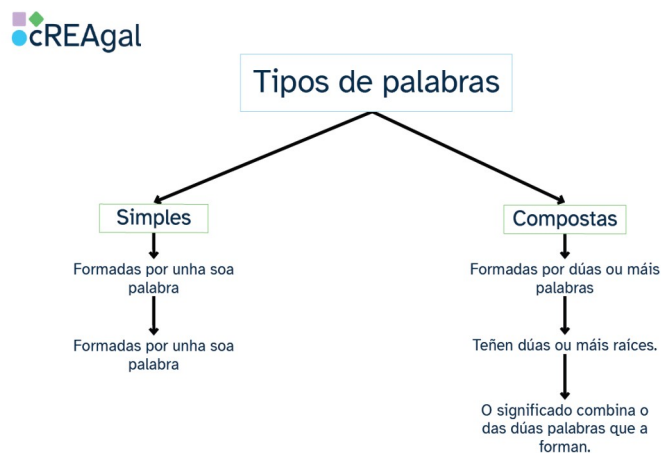 cREAgal
Tipos de palabras
Simples
Formadas por unha soa
palabra
Formadas por unha soa
palabra
Compostas
Formadas por dúas ou máis
palabras
Teñen dúas ou máis raíces.
O significado combina o
das dúas palabras que a
forman.